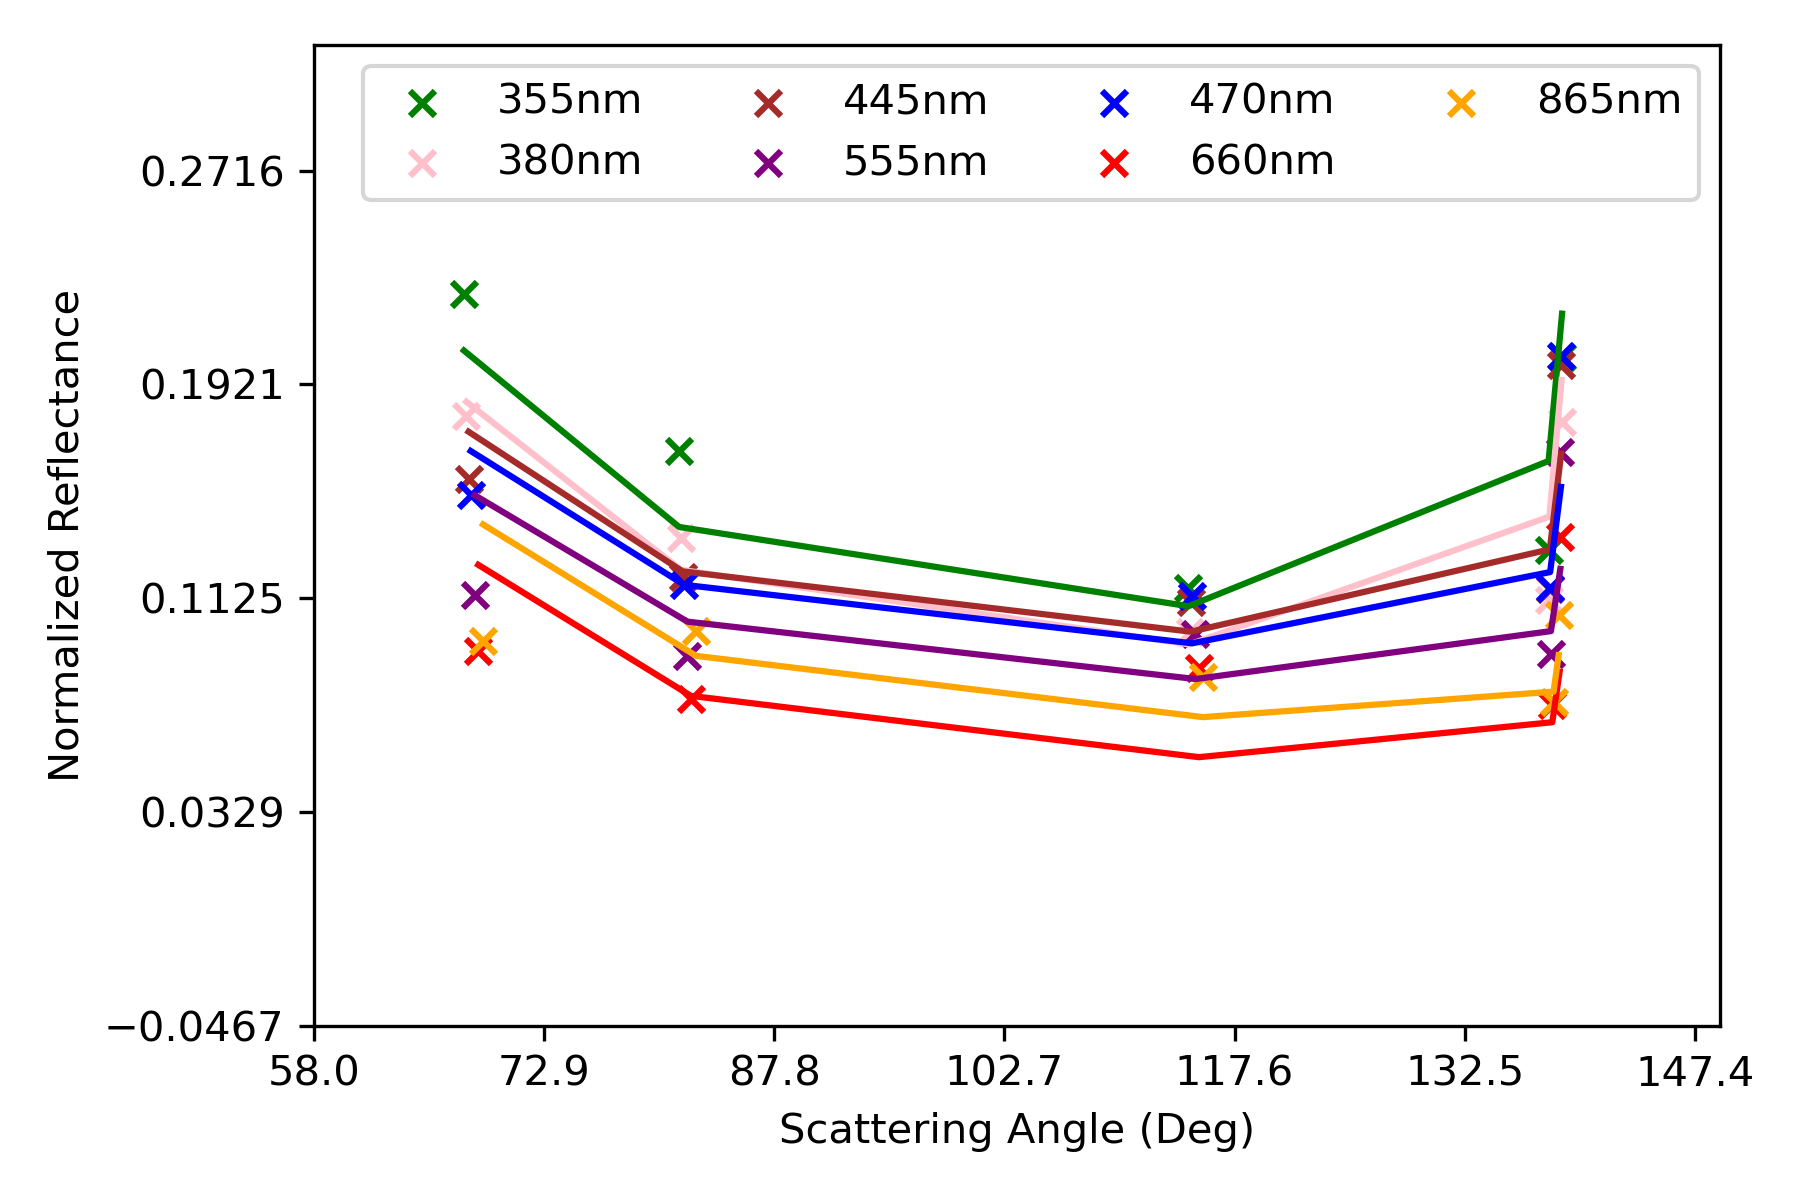 355nm 445nm 470nm 865nm
380nm 555nm 660nm
0.2716
0.1921
0.1125
0.0329
−0.0467
Normalized Reflectance
58.0 72.9 87.8 102.7 117.6 132.5 147.4
Scattering Angle (Deg)